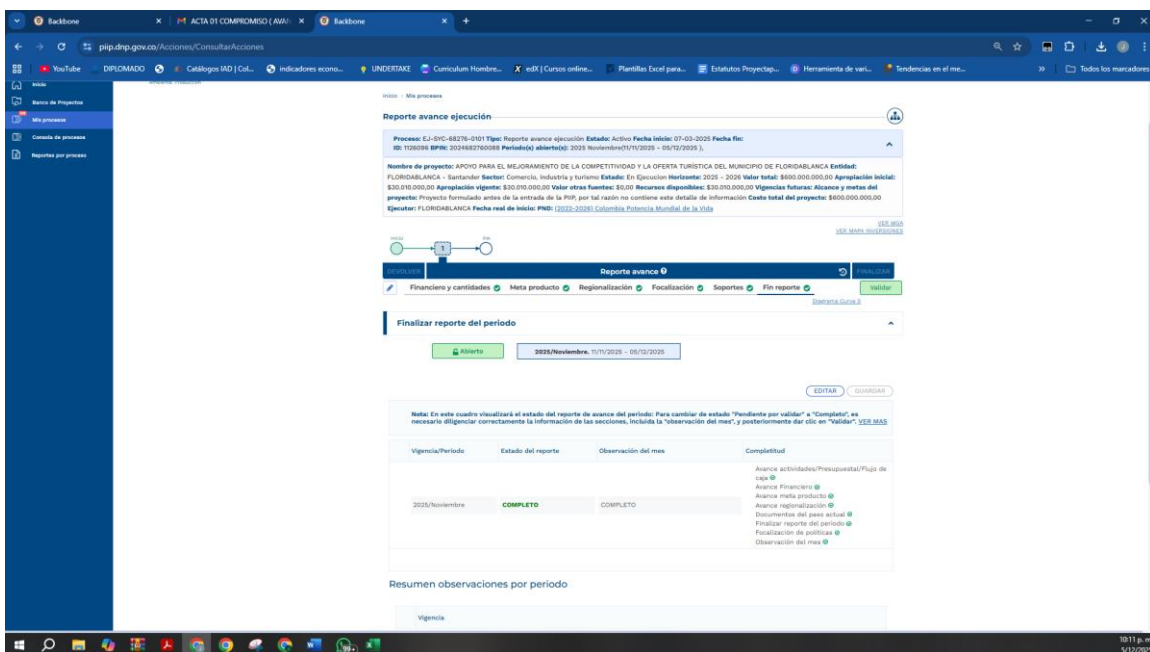 Backbone
ACTA 01 COMPROMISO ( AVAN
Backbone
piip.dnp.gov.co/Acciones/ConsultarAcciones
YouTube
DIPLOMADO
Catálogos IAD | Col...
indicadores econo...
UNDERTAKE
Curriculum Hombre...
edX | Cursos online...
Plantillas Excel para...
Estatutos Proyectap...
Herramienta de vari...
Tendencias en el me...
Todos los marcadores
Inicio
Banco de Proyectos
Mis procesos
Consola de procesos
Reportes por proceso
Inicio > Mis procesos
Reporte avance ejecución
Proceso: EJ-SYC-68276-0101 Tipo: Reporte avance ejecución Estado: Activo Fecha inicio: 07-03-2025 Fecha fin:
ID: 1126096 BPIN: 2024682760088 Periodo(s) abierto(s): 2025 Noviembre(11/11/2025 - 05/12/2025 ),
Nombre de proyecto: APOYO PARA EL MEJORAMIENTO DE LA COMPETITIVIDAD Y LA OFERTA TURÍSTICA DEL MUNICIPIO DE FLORIDABLANCA Entidad:
FLORIDABLANCA - Santander Sector: Comercio, industria y turismo Estado: En Ejecucion Horizonte: 2025 - 2026 Valor total: $600.000.000,00 Apropiación inicial:
$30.010.000,00 Apropiación vigente: $30.010.000,00 Valor otras fuentes: $0,00 Recursos disponibles: $30.010.000,00 Vigencias futuras: Alcance y metas del
proyecto: Proyecto formulado antes de la entrada de la PIIP, por tal razón no contiene este detalle de información Costo total del proyecto: $600.000.000,00
Ejecutor: FLORIDABLANCA Fecha real de inicio: PND: (2022-2026) Colombia Potencia Mundial de la Vida
VER MGA
VER MAPA INVERSIONES
INICIO
1
FIN
DEVOLVER
Reporte avance
FINALIZAR
Financiero y cantidades
Meta producto
Regionalización
Focalización
Soportes
Fin reporte
Validar
Diagrama Curva S
Finalizar reporte del periodo
Abierto
2025/Noviembre. 11/11/2025 - 05/12/2025
EDITAR
GUARDAR
Nota: En este cuadro visualizará el estado del reporte de avance del periodo: Para cambiar de estado "Pendiente por validar" a "Completo", es
necesario diligenciar correctamente la información de las secciones, incluida la "observación del mes", y posteriormente dar clic en "Validar". VER MAS
Vigencia/Periodo
Estado del reporte
Observación del mes
Completitud
2025/Noviembre
COMPLETO
COMPLETO
Avance actividades/Presupuestal/Flujo de
caja
Avance Financiero
Avance meta producto
Avance regionalización
Documentos del paso actual
Finalizar reporte del periodo
Focalización de políticas
Observación del mes
Resumen observaciones por periodo
Vigencia
99+
10:11 p. m.
5/12/2025